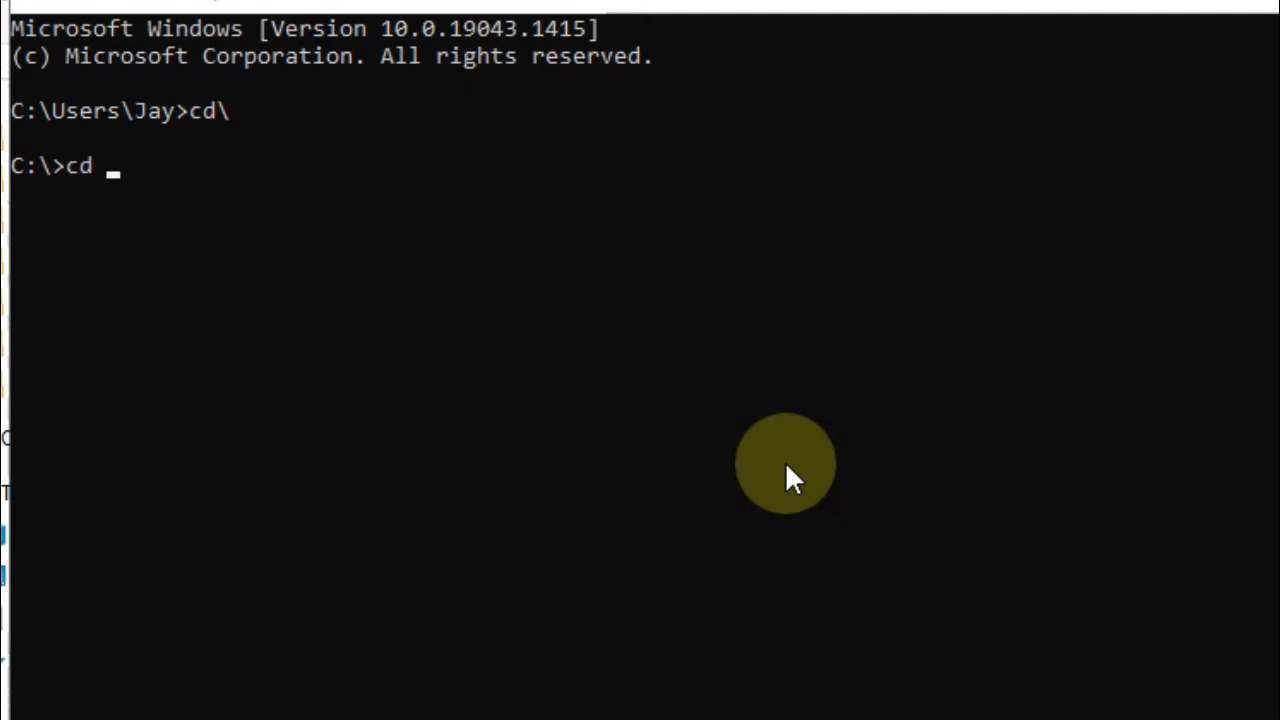 Microsoft Windows [Version 10.0.19043.1415]
(c) Microsoft Corporation. All rights reserved.
C:\Users\Jay>cd\
C:\>cd